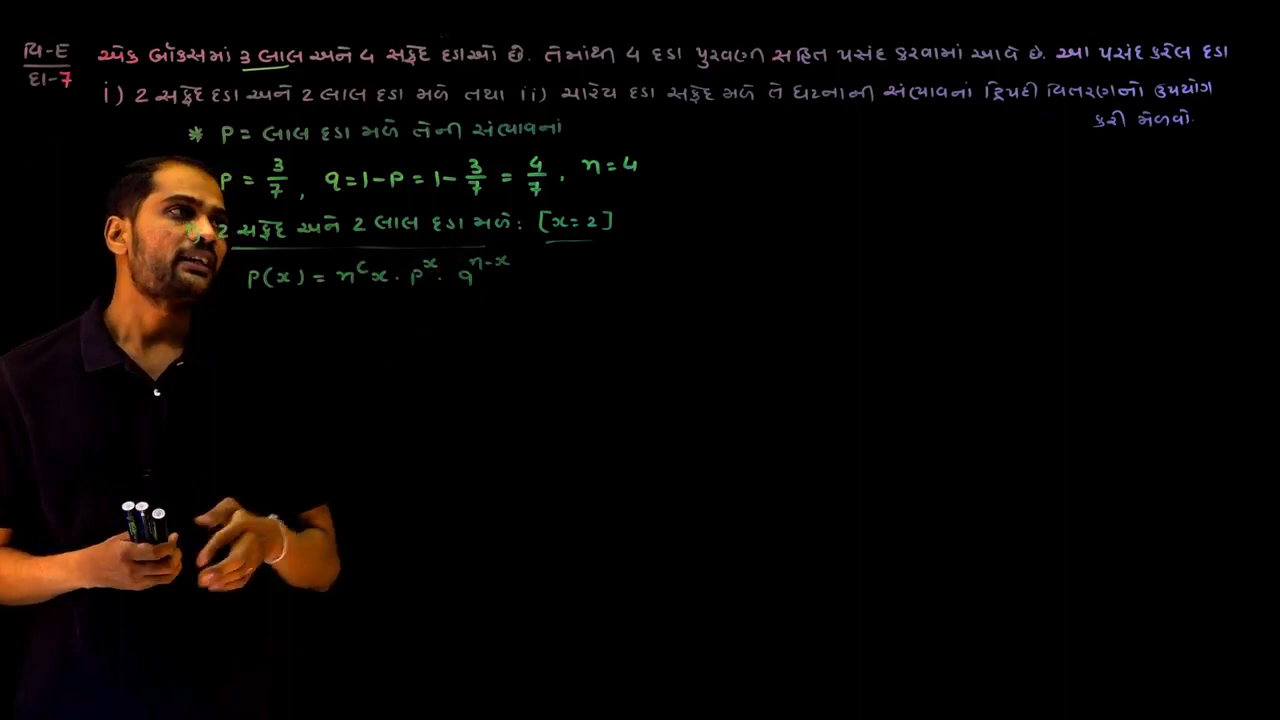 વિ-E
દા-7
એક બૉક્સમાં 3 લાલ અને 4 સફેદ દડાઓ છે. તેમાંથી 4 દડા પુરવણી સહિત પસંદ કરવામાં આવે છે. આ પસંદ કરેલ દડા
i) 2 સફેદ દડા અને 2 લાલ દડા મળે તથા ii) ચારેય દડા સફેદ મળે તે ઘટનાની સંભાવનાં દ્વિપદી વિતરણનો ઉપયોગ
કરી મેળવો.
* P = લાલ દડા મળે તેની સંભાવનાં
P = 3/7, q = 1 - P = 1 - 3/7 = 4/7, n = 4
2 સફેદ અને 2 લાલ દડા મળે: [x = 2]
P(x) = nCx · p^x · q^(n-x)